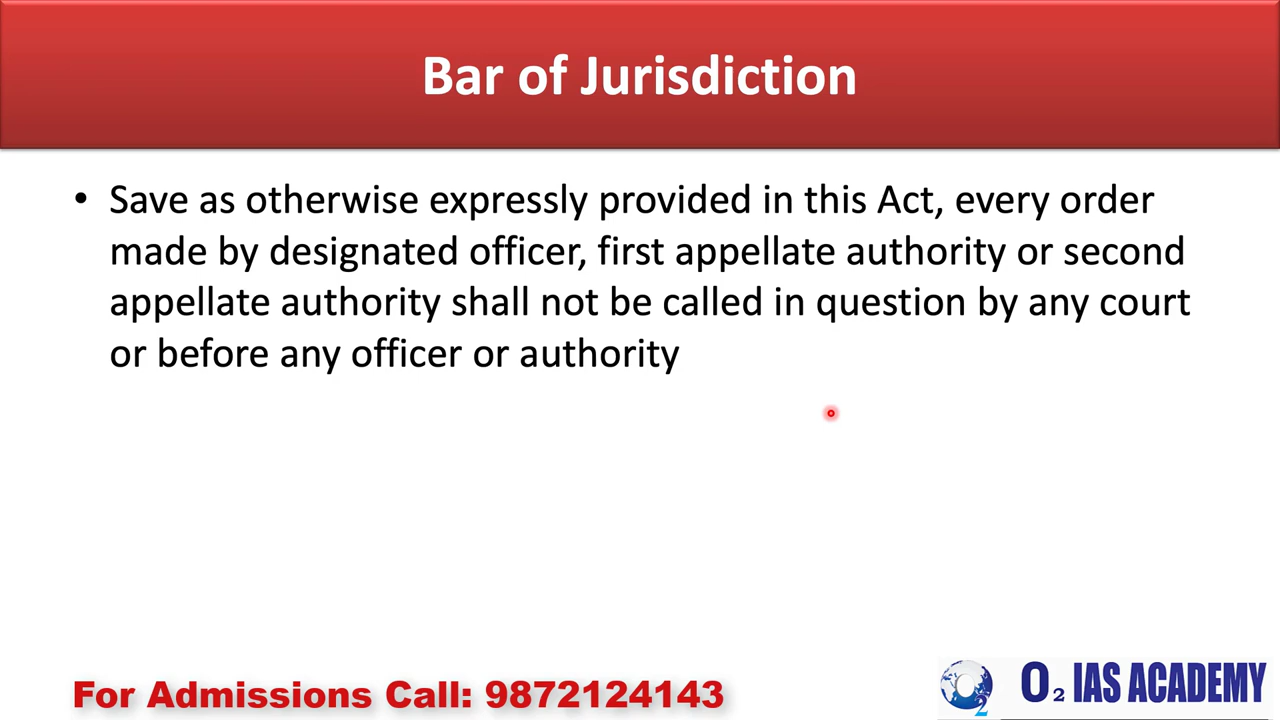 Bar of Jurisdiction
• Save as otherwise expressly provided in this Act, every order
made by designated officer, first appellate authority or second
appellate authority shall not be called in question by any court
or before any officer or authority
For Admissions Call: 9872124143
O2 IAS ACADEMY
O2